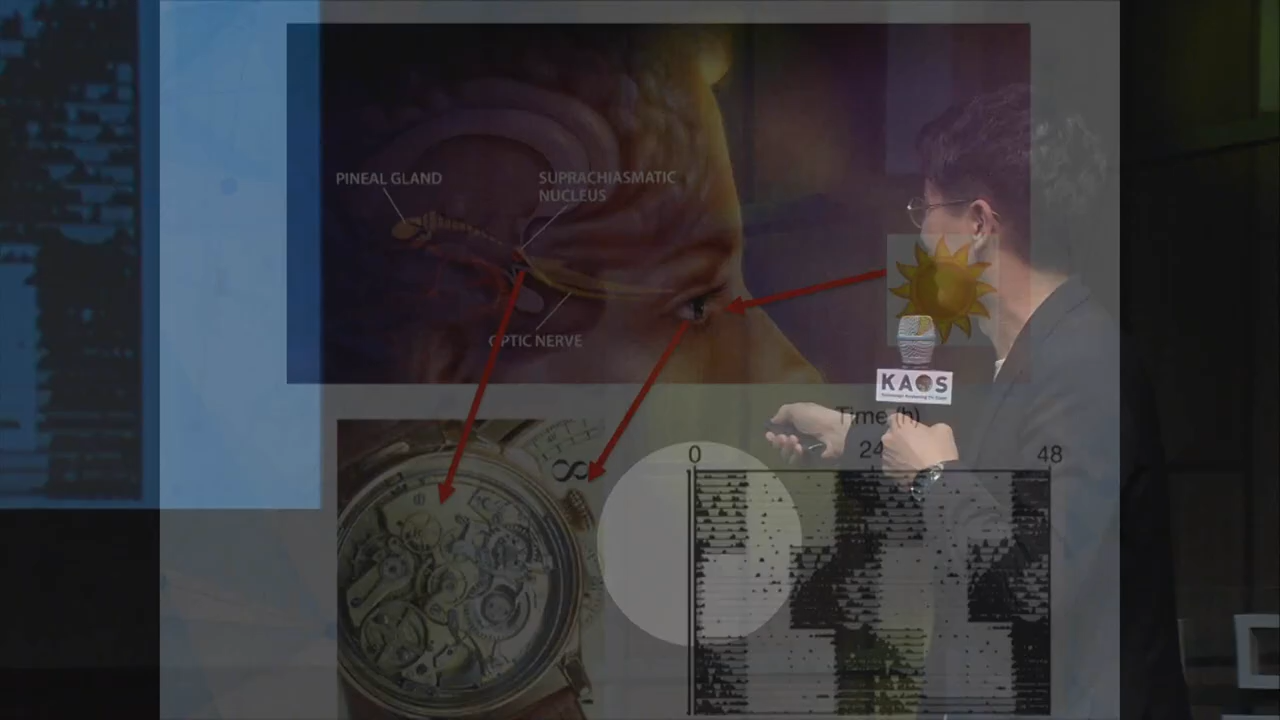 PINEAL GLAND
SUPRACHIASMATIC
NUCLEUS
OPTIC NERVE
KAOS
Time (h)
0
24
48